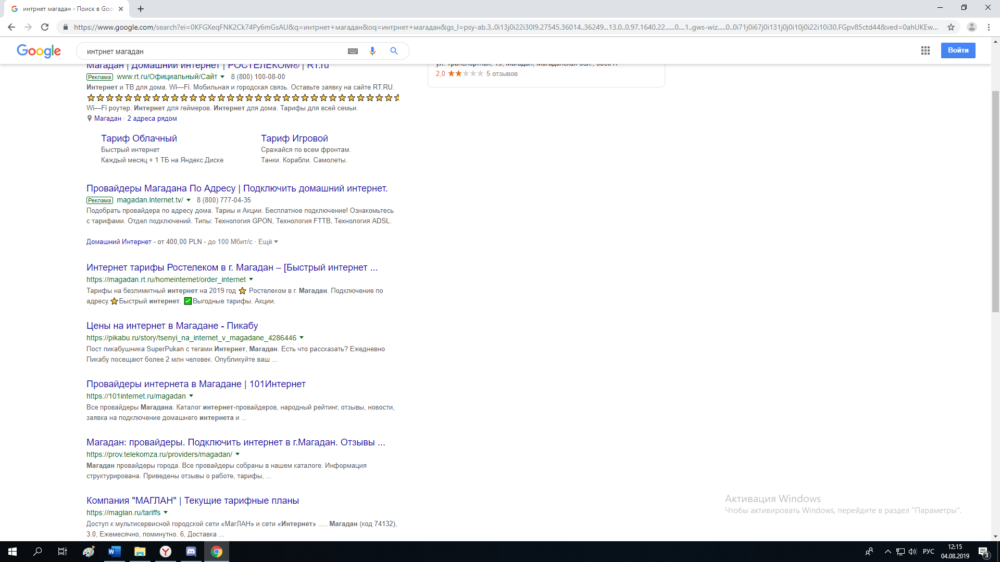 интрнет магадан - Поиск в Goo
https://www.google.com/search?ei=0KFGXeqFNK2Ck74Py6mGsAU&q=интрнет+магадан&oq=интрнет+магадан&gs_l=psy-ab.3..0i13j0i22i30l9.27545.36014..36249...13.0..0.97.1640.22......0....1..gws-wiz.....0..0i71j0i67j0i131j0j0i10j0i22i10i30.FGpv85ctd44&ved=0ahUKEw...
Google
интрнет магадан
Войти
Магадан | Домашний интернет | РОСТЕЛЕКОМ® | RT.ru
Реклама www.rt.ru/Официальный/Сайт 8 (800) 100-08-00
Интернет и ТВ для дома. Wi—Fi. Мобильная и городская связь. Оставьте заявку на сайте RT.RU.
Wi—Fi роутер. Интернет для геймеров. Интернет для дома. Тарифы для всей семьи.
Магадан · 2 адреса рядом
Тариф Облачный
Быстрый интернет
Каждый месяц + 1 ТБ на Яндекс.Диске
Тариф Игровой
Сражайся по всем фронтам.
Танки. Корабли. Самолеты.
Провайдеры Магадана По Адресу | Подключить домашний интернет.
Реклама magadan.Internet.tv/ 8 (800) 777-04-35
Подобрать провайдера по адресу дома. Тариы и Акции. Бесплатное подключение! Ознакомьтесь
с тарифами. Отдел подключений. Типы: Технология GPON, Технология FTTB, Технология ADSL.
Домашний Интернет - от 400,00 PLN - до 100 Мбит/с · Ещё
Интернет тарифы Ростелеком в г. Магадан – [Быстрый интернет ...
https://magadan.rt.ru/homeinternet/order_internet
Тарифы на безлимитный интернет на 2019 год ⭐ Ростелеком в г. Магадан. Подключение по
адресу.⭐Быстрый интернет. ✅Выгодные тарифы. Акции.
Цены на интернет в Магадане - Пикабу
https://pikabu.ru/story/tsenyi_na_internet_v_magadane_4286446
Пост пикабушника SuperPukan с тегами Интернет, Магадан. Есть что рассказать? Ежедневно
Пикабу посещают более 2 млн человек. Опубликуйте ваш ...
Провайдеры интернета в Магадане | 101Интернет
https://101internet.ru/magadan
Все провайдеры Магадана. Каталог интернет-провайдеров, народный рейтинг, отзывы, новости,
заявка на подключение домашнего интернета и ...
Магадан: провайдеры. Подключить интернет в г.Магадан. Отзывы ...
https://prov.telekomza.ru/providers/magadan/
Магадан провайдеры города. Все провайдеры собраны в нашем каталоге. Информация
структурирована. Приведены отзывы о работе, тарифы, ...
Компания "МАГЛАН" | Текущие тарифные планы
https://maglan.ru/tariffs
Доступ к мультисервисной городской сети «МагЛАН» и сети «Интернет» ..... Магадан (код 74132),
3.0, Ежемесячно, поминутно. 6, Доставка ...
ул. Транспортная, 19, Магадан, Магаданская обл., 685017
2,0 5 отзывов
Активация Windows
Чтобы активировать Windows, перейдите в раздел "Параметры".
РУС
12:15
04.08.2019
3